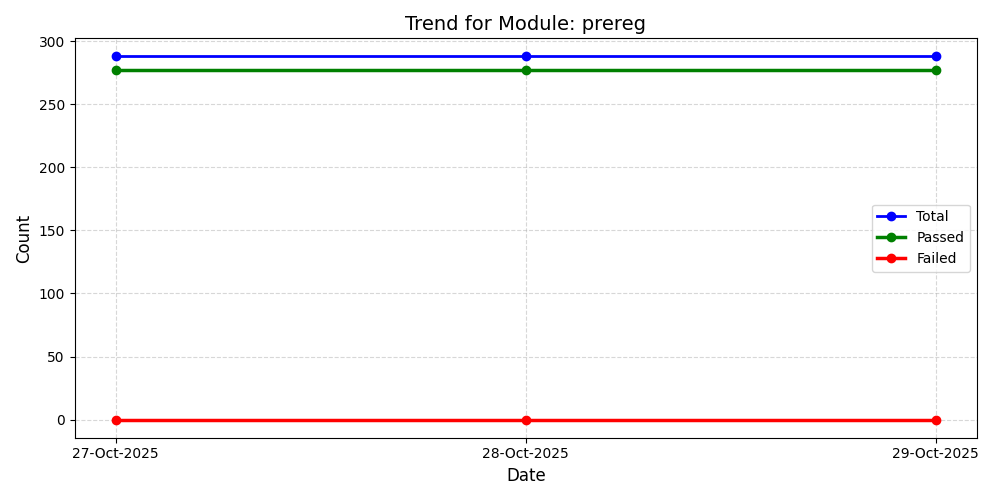 Trend for Module: prereg
300
250
200
150
100
50
0
Count
Total
Passed
Failed
27-Oct-2025
28-Oct-2025
29-Oct-2025
Date